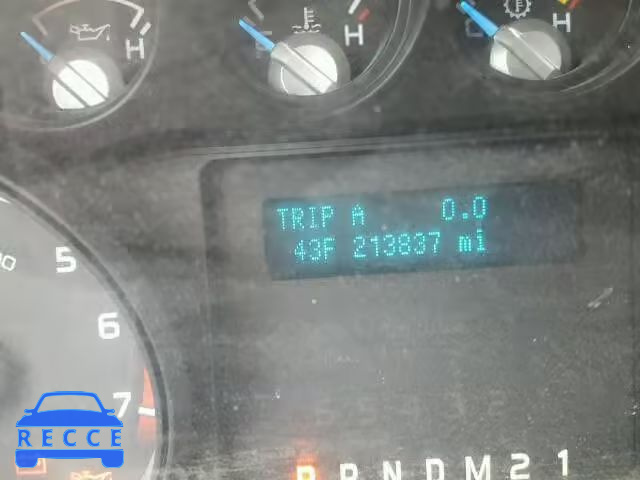 H
H
TRIP A 0.0
43F 213837 mi
5
6
7
RECCE
P R N D M 2 1